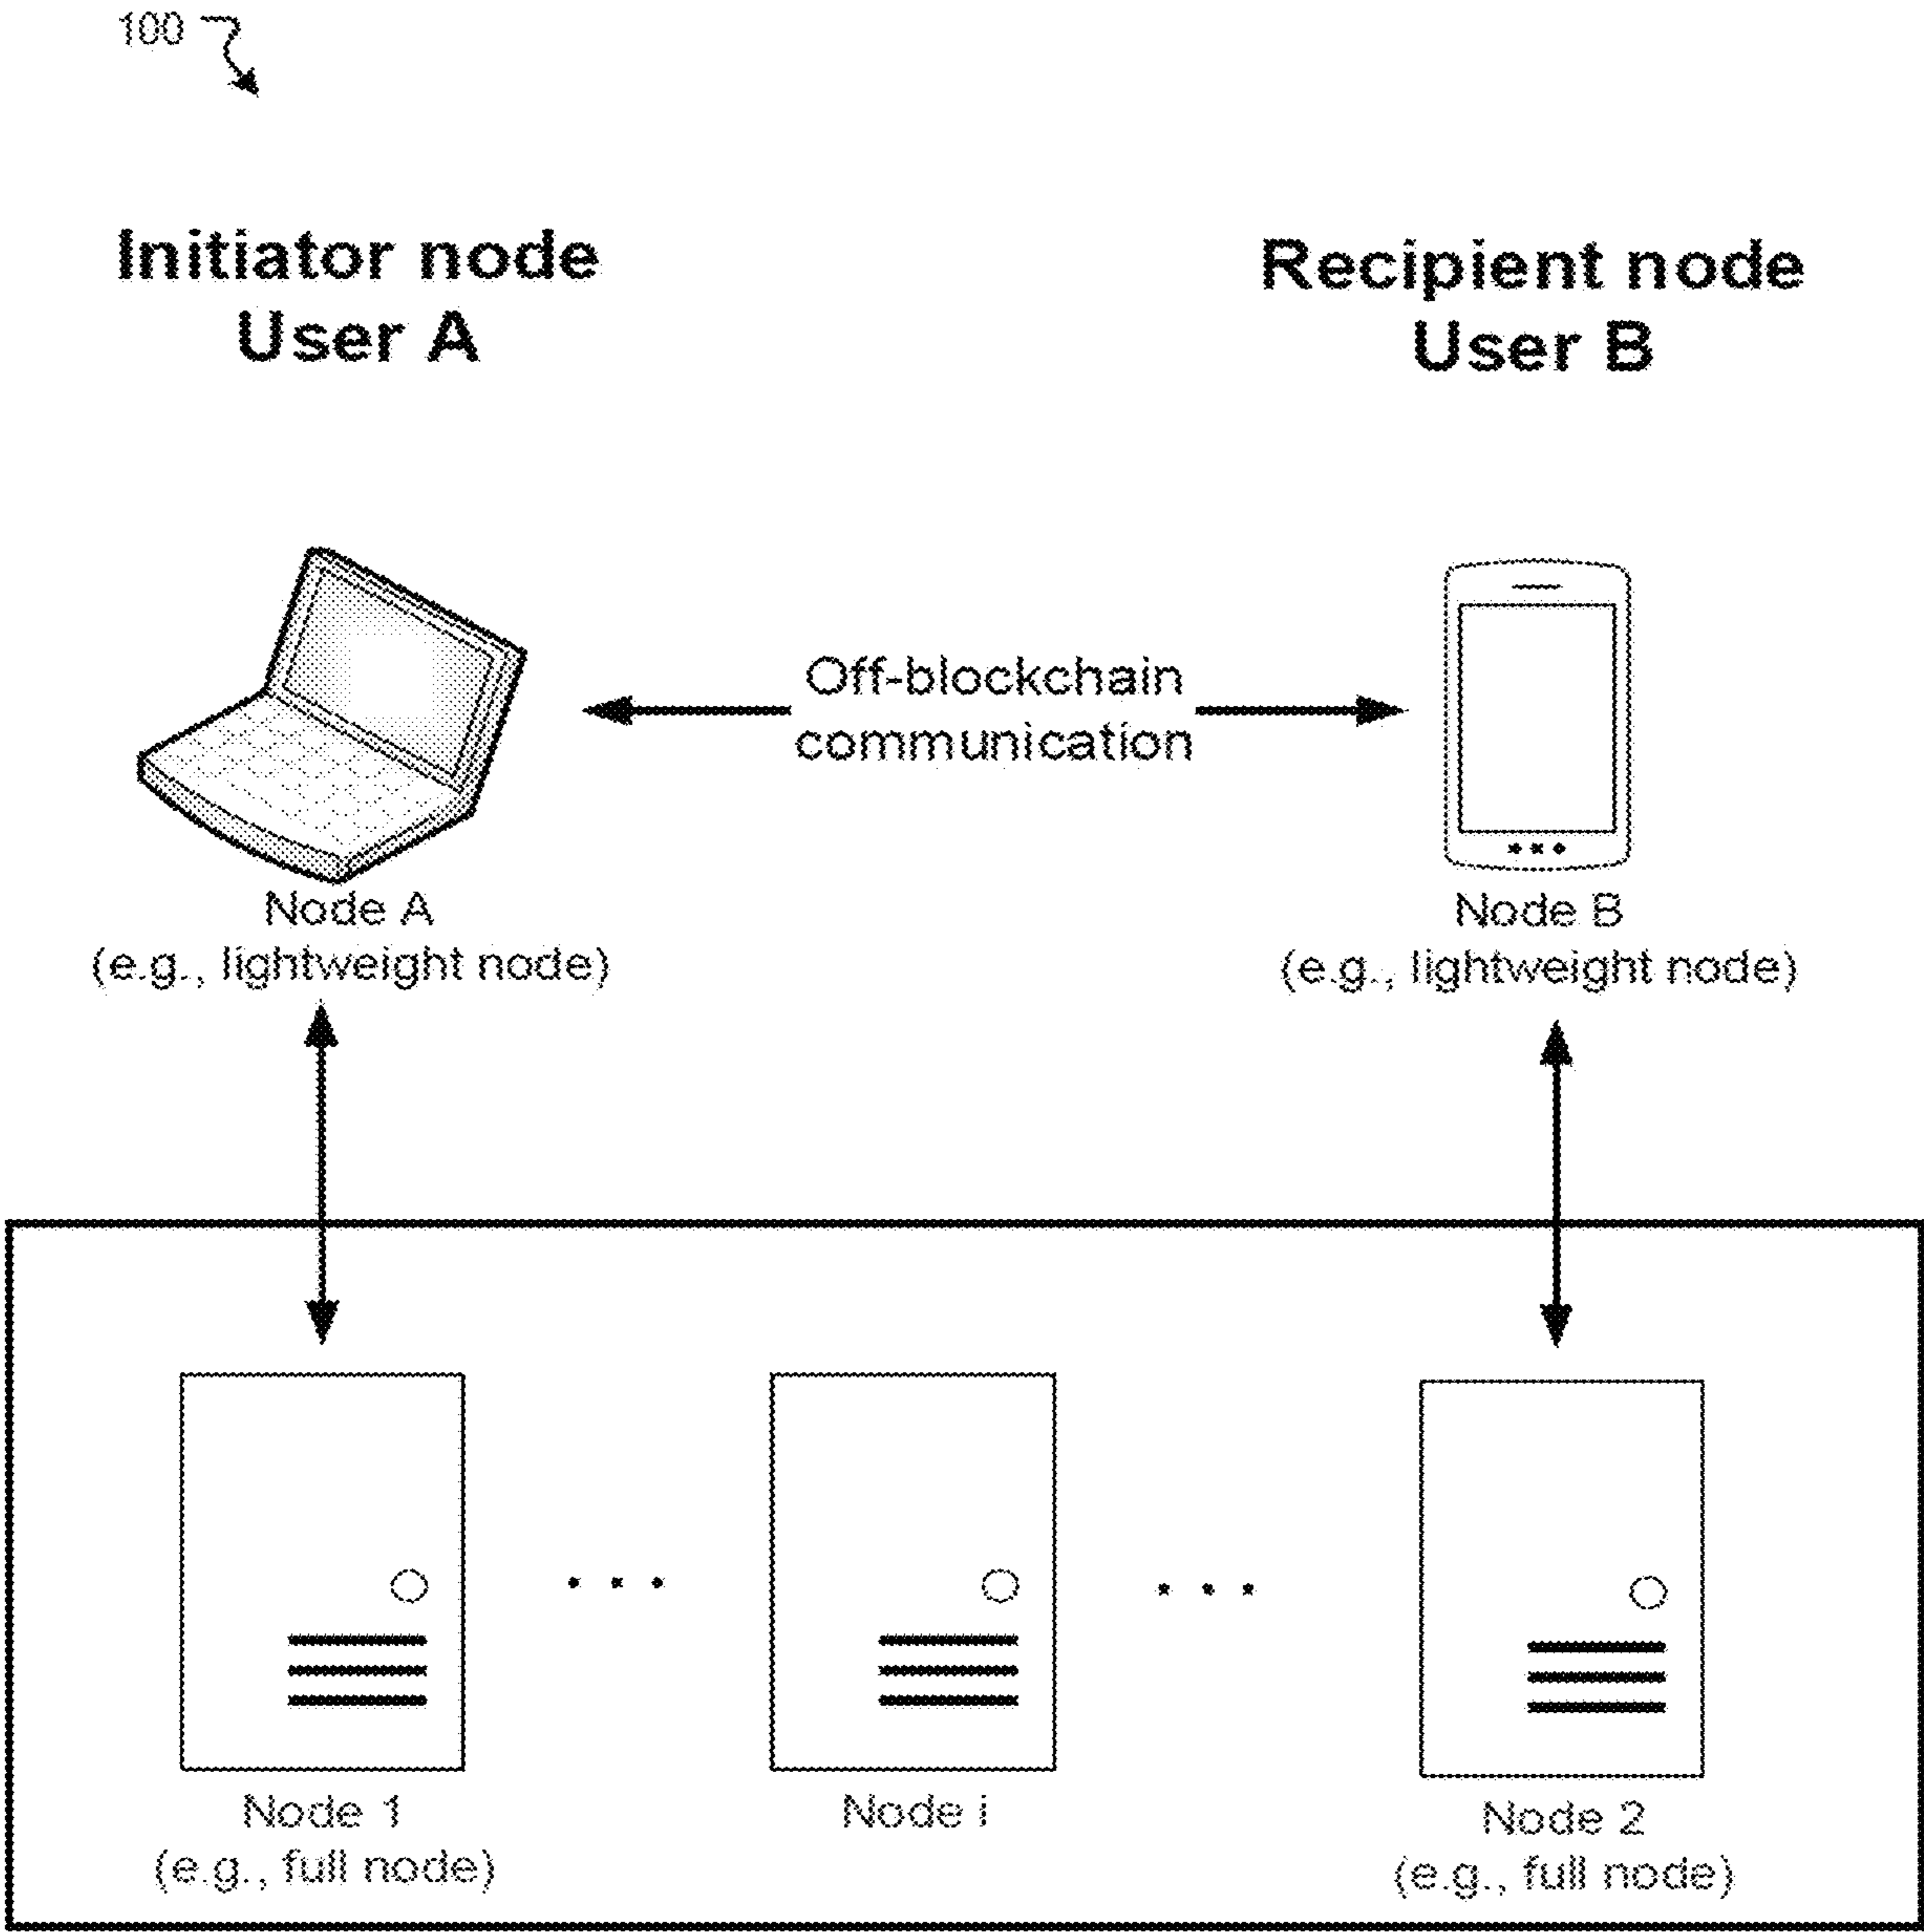 100
Initiator node
User A
Recipient node
User B
Off-blockchain
communication
Node A
(e.g., lightweight node)
Node B
(e.g., lightweight node)
Node 1
(e.g., full node)
Node i
Node 2
(e.g., full node)